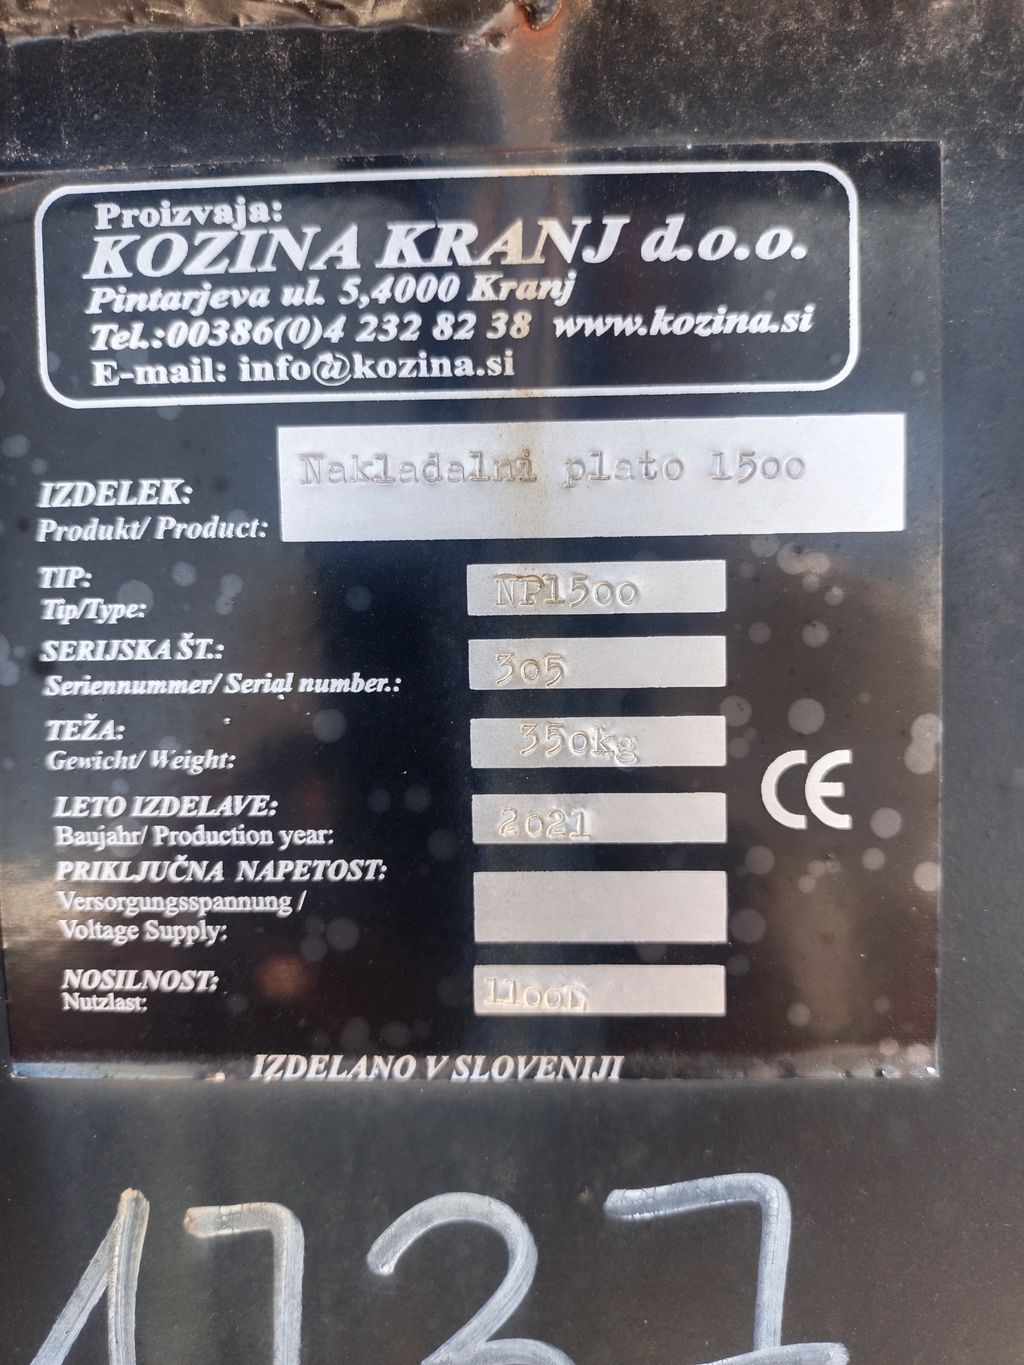 Proizvaja:
KOZINA KRANJ d.o.o.
Pintarjeva ul. 5,4000 Kranj
Tel.:00386(0)4 232 82 38 www.kozina.si
E-mail: info@kozina.si
IZDELEK:
Produkt/ Product:
Nakladalni plato 1500
TIP:
Tip/Type:
NP1500
SERIJSKA ŠT.:
Seriennummer/ Serial number.:
305
TEŽA:
Gewicht/ Weight:
350kg
LETO IZDELAVE:
Baujahr/ Production year:
2021
PRIKLJUČNA NAPETOST:
Versorgungsspannung /
Voltage Supply:
NOSILNOST:
Nutzlast:
1100L
CE
IZDELANO V SLOVENIJI